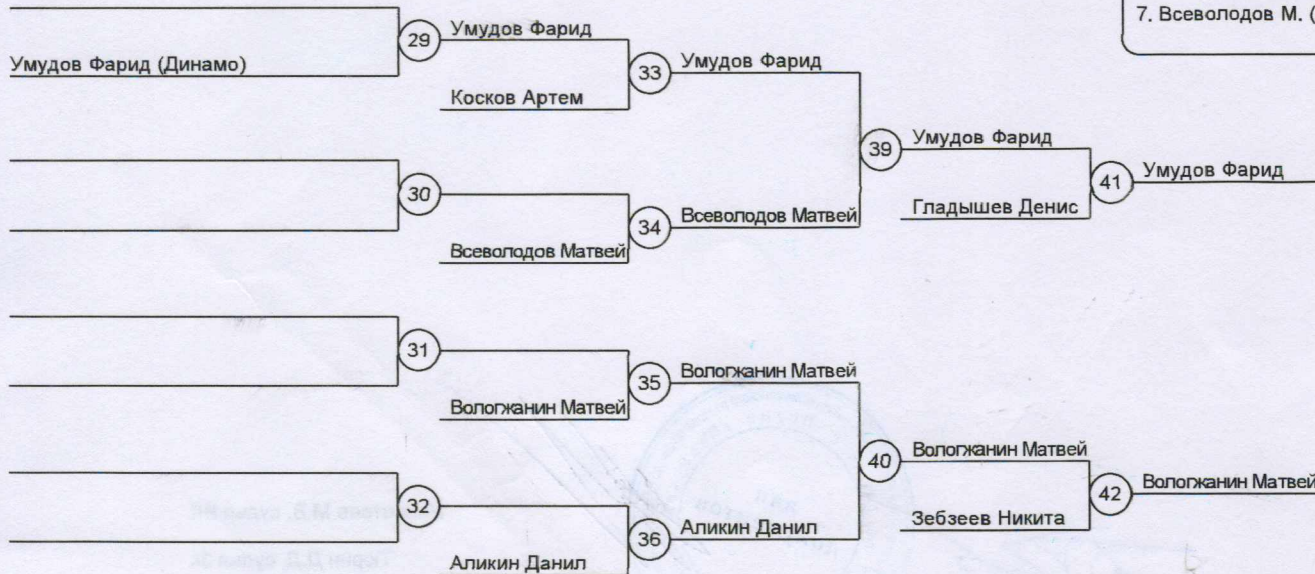 7. Всеволодов М. (
29
Умудов Фарид
Умудов Фарид (Динамо)
33
Умудов Фарид
Косков Артем
39
Умудов Фарид
30
41
Умудов Фарид
34
Всеволодов Матвей
Гладышев Денис
Всеволодов Матвей
31
35
Вологжанин Матвей
Вологжанин Матвей
40
Вологжанин Матвей
32
42
Вологжанин Матвей
36
Аликин Данил
Зебзеев Никита
Аликин Данил